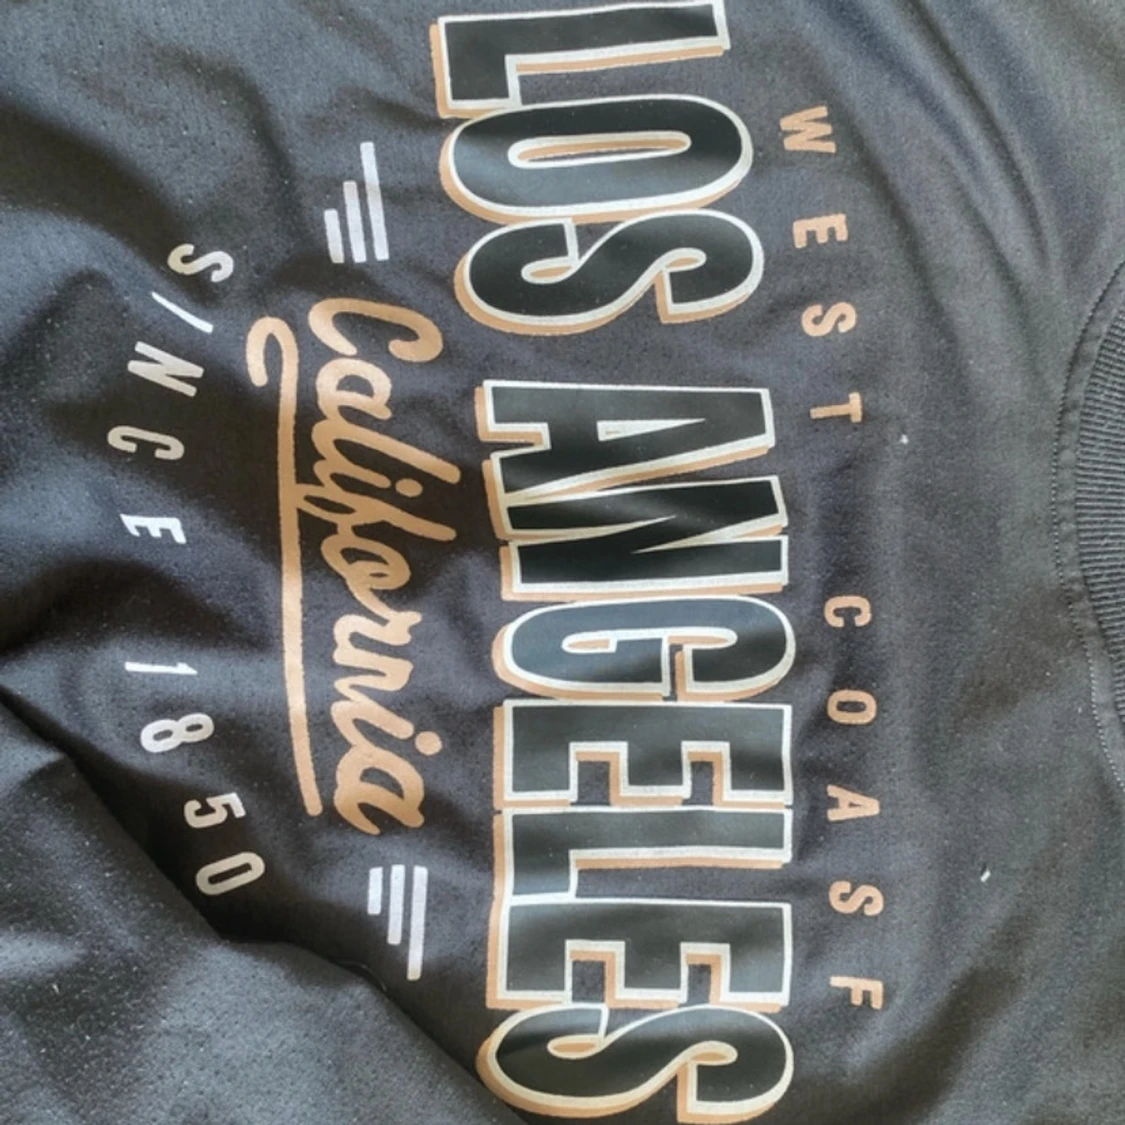 WEST COASF
LOS ANGELES
California
SINCE 1850